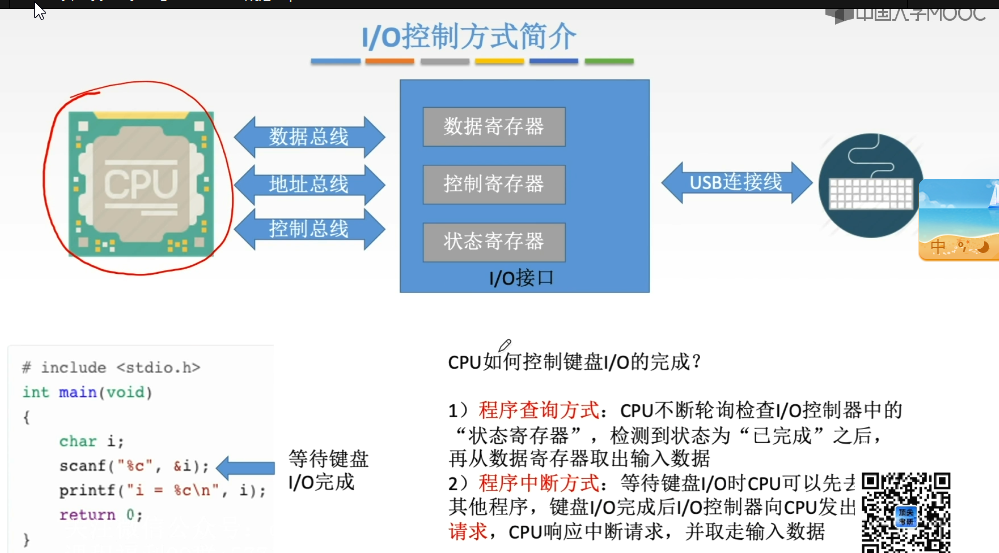 中国大学MOOC
I/O控制方式简介
CPU
数据总线
地址总线
控制总线
数据寄存器
控制寄存器
状态寄存器
I/O接口
USB连接线
中
# include <stdio.h>
int main(void)
{
char i;
scanf("%c", &i);
printf("i = %c\n", i);
return 0;
}
等待键盘
I/O完成
CPU如何控制键盘I/O的完成？
1）程序查询方式：CPU不断轮询检查I/O控制器中的
“状态寄存器”，检测到状态为“已完成”之后，
再从数据寄存器取出输入数据
2）程序中断方式：等待键盘I/O时CPU可以先去
其他程序，键盘I/O完成后I/O控制器向CPU发出
请求，CPU响应中断请求，并取走输入数据